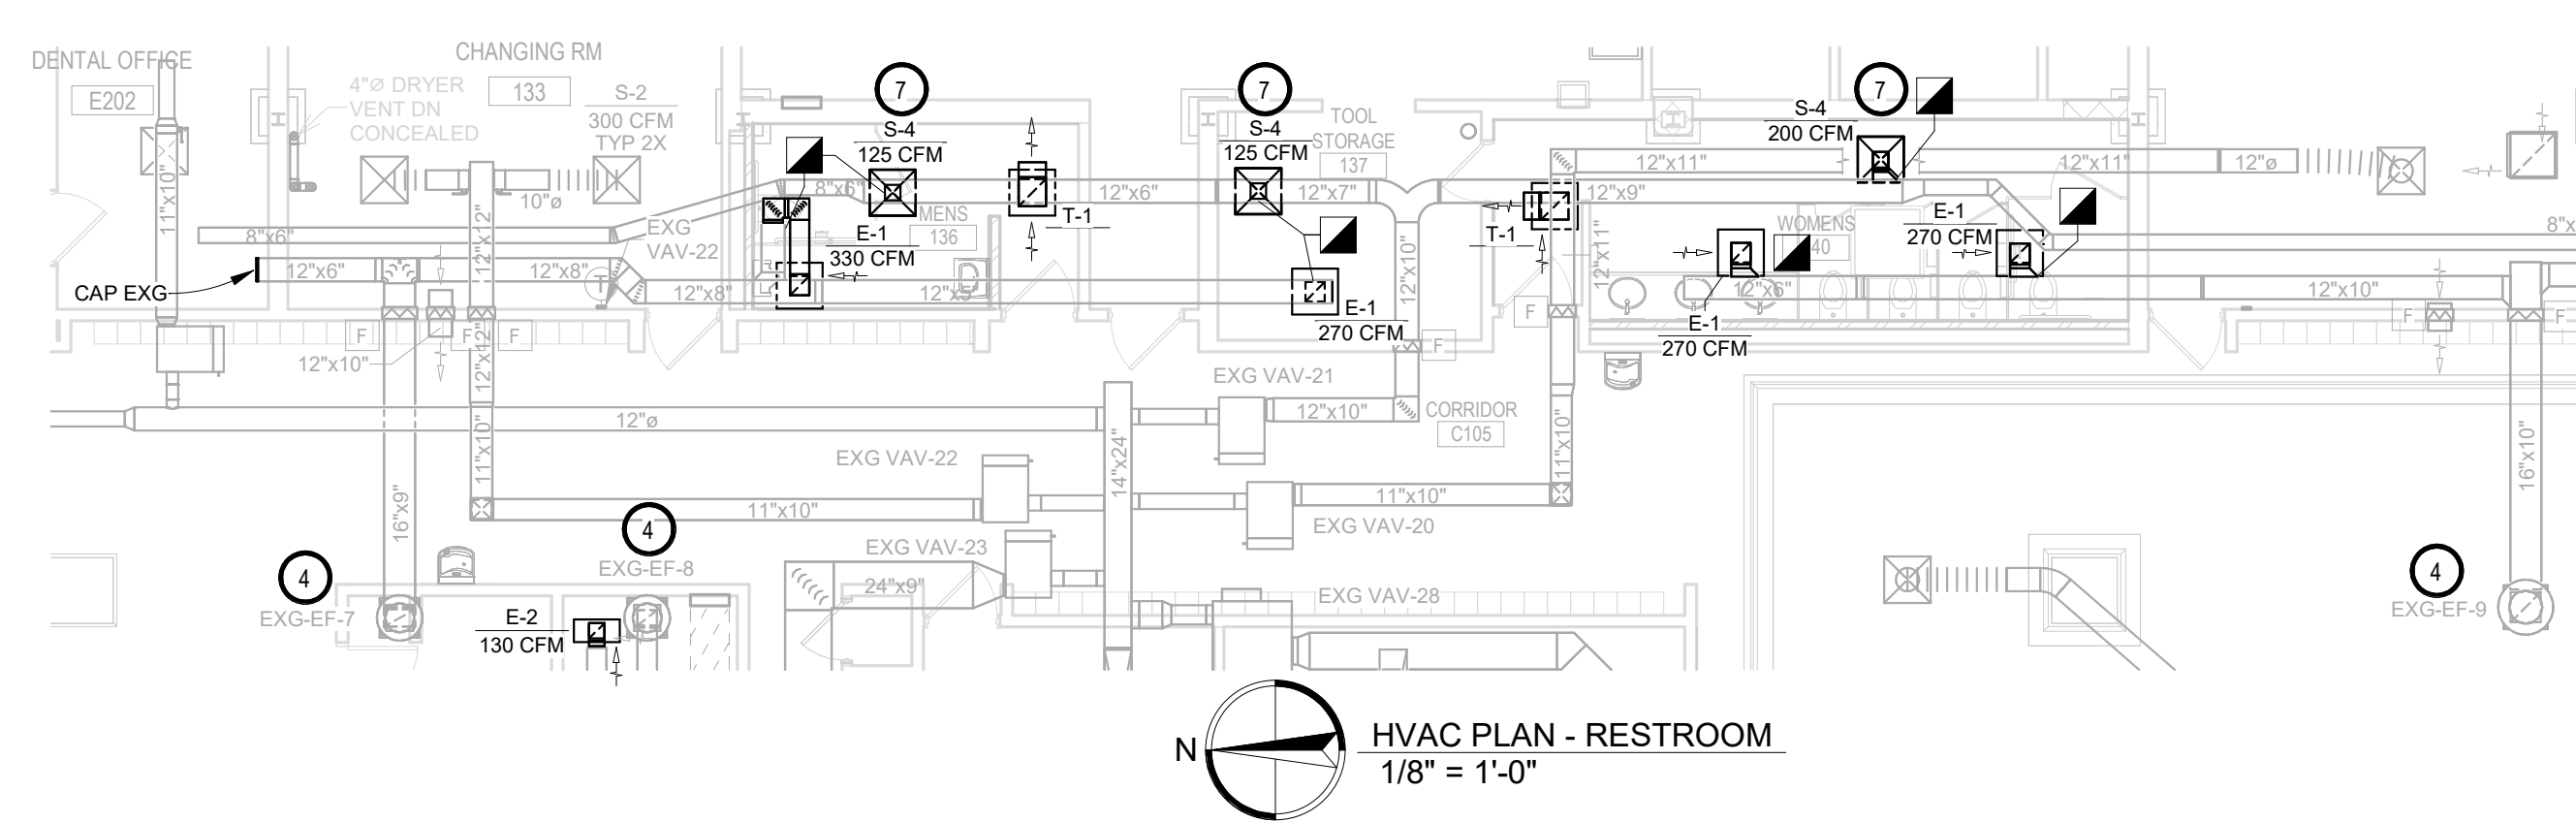 DENTAL OFFICE
E202
CHANGING RM
133
4"Ø DRYER
VENT DN
CONCEALED
S-2
300 CFM
TYP 2X
10"ø
11"x10"
12"x12"
7
S-4
125 CFM
8"x6"
MENS
136
E-1
330 CFM
T-1
12"x6"
7
S-4
125 CFM
12"x7"
TOOL
STORAGE
137
E-1
270 CFM
12"x10"
T-1
12"x9"
12"x11"
12"x11"
7
S-4
200 CFM
12"x11"
12"ø
WOMENS
40
E-1
270 CFM
E-1
270 CFM
12"x6"
12"x10"
8"x
8"x6"
EXG
VAV-22
12"x6"
12"x8"
T
12"x8"
12"x5"
CAP EXG
F
F
F
F
F
F
F
12"x10"
12"x12"
11"x10"
12"ø
EXG VAV-21
12"x10"
CORRIDOR
C105
14"x24"
EXG VAV-22
11"x10"
11"x10"
EXG VAV-20
11"x10"
16"x9"
16"x10"
4
EXG-EF-7
4
EXG-EF-8
E-2
130 CFM
EXG VAV-23
24"x9"
EXG VAV-28
4
EXG-EF-9
N
HVAC PLAN - RESTROOM
1/8" = 1'-0"